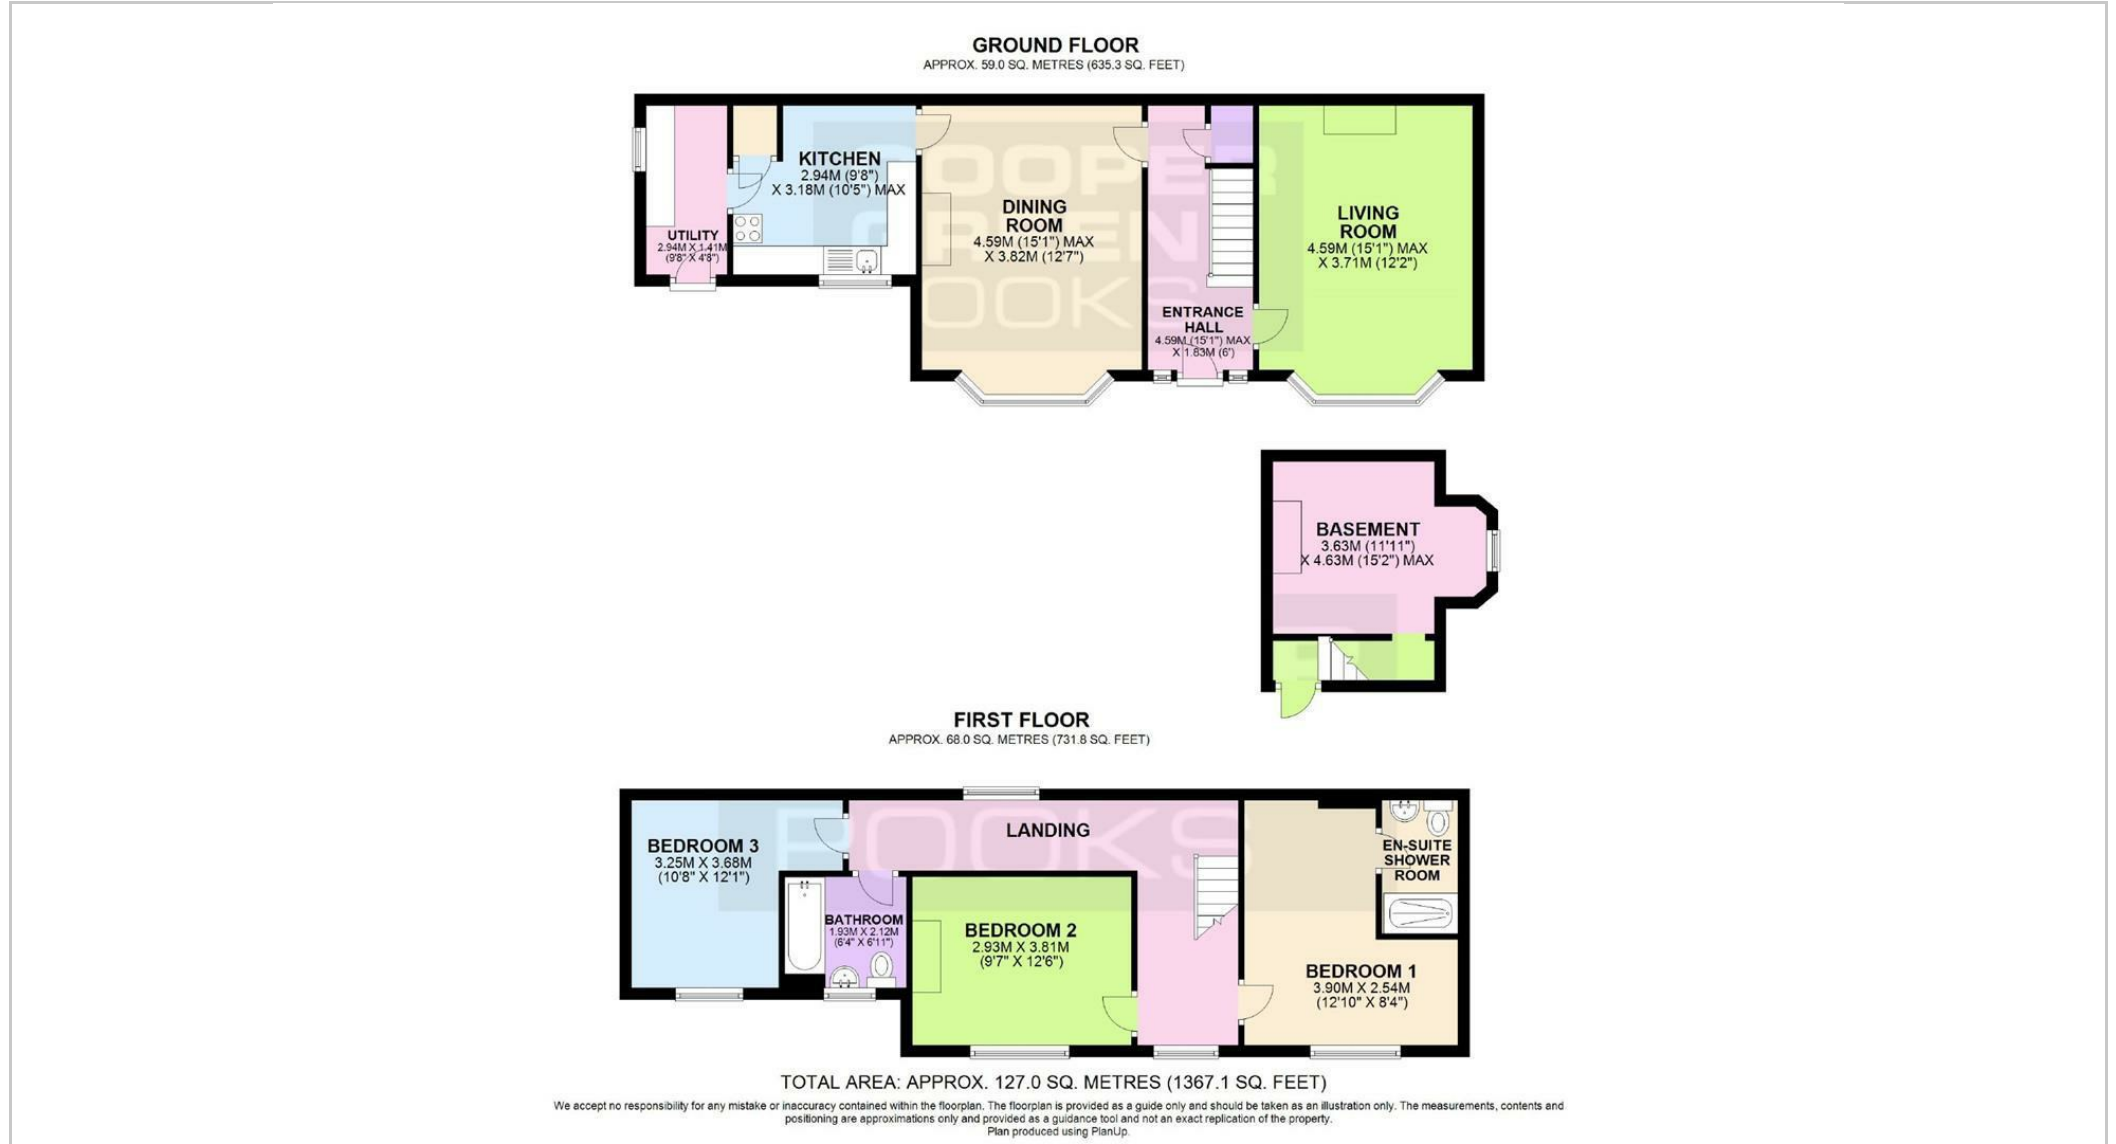 GROUND FLOOR
APPROX. 59.0 SQ. METRES (635.3 SQ. FEET)
KITCHEN
2.94M (9'8")
X 3.18M (10'5") MAX
UTILITY
2.94M X 1.41M
(9'8" X 4'8")
DINING
ROOM
4.59M (15'1") MAX
X 3.82M (12'7")
ENTRANCE
HALL
4.59M (15'1") MAX
X 1.83M (6')
LIVING
ROOM
4.59M (15'1") MAX
X 3.71M (12'2")
COOPER
GREEN
POOKS
BASEMENT
3.63M (11'11")
X 4.63M (15'2") MAX
FIRST FLOOR
APPROX. 68.0 SQ. METRES (731.8 SQ. FEET)
BEDROOM 3
3.25M X 3.68M
(10'8" X 12'1")
LANDING
BATHROOM
1.93M X 2.12M
(6'4" X 6'11")
BEDROOM 2
2.93M X 3.81M
(9'7" X 12'6")
EN-SUITE
SHOWER
ROOM
BEDROOM 1
3.90M X 2.54M
(12'10" X 8'4")
POOKS
TOTAL AREA: APPROX. 127.0 SQ. METRES (1367.1 SQ. FEET)
We accept no responsibility for any mistake or inaccuracy contained within the floorplan. The floorplan is provided as a guide only and should be taken as an illustration only. The measurements, contents and
positioning are approximations only and provided as a guidance tool and not an exact replication of the property.
Plan produced using PlanUp.